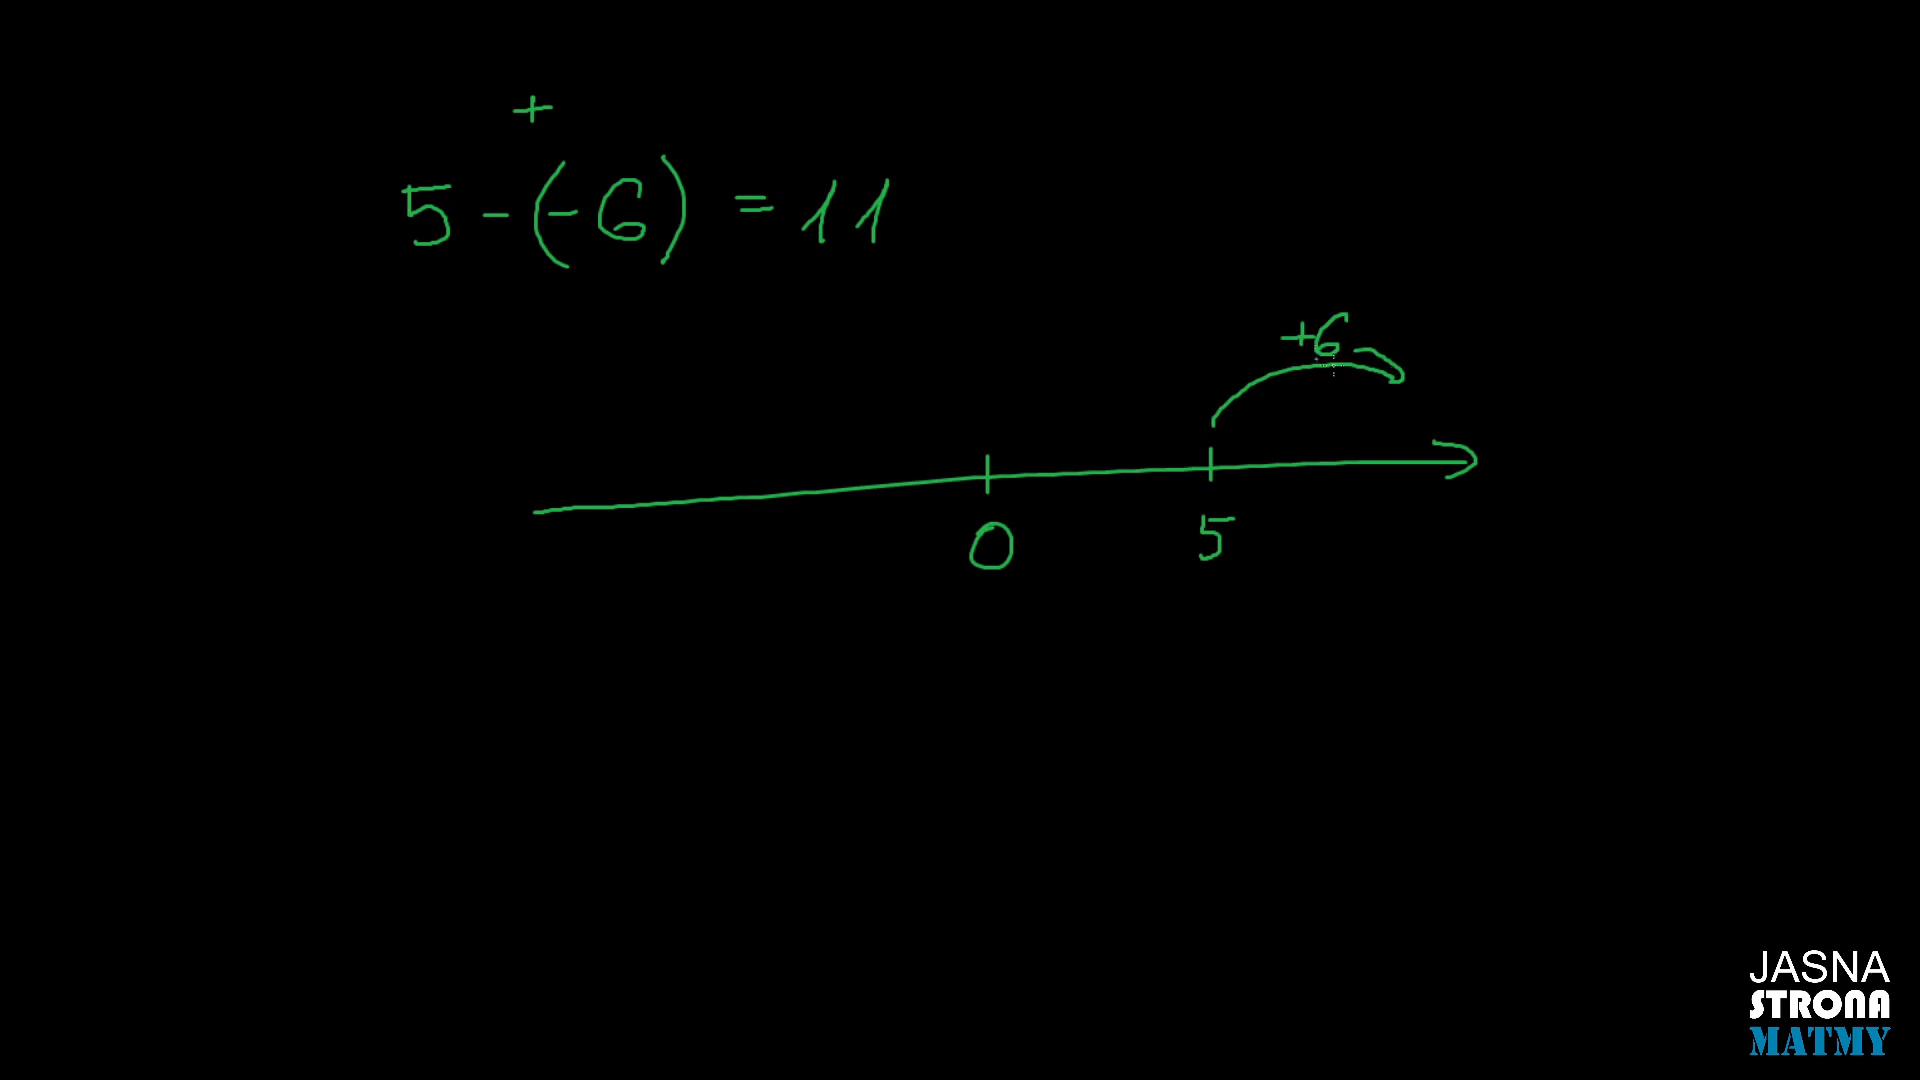 +
5 - (-6) = 11
+6
0 5
JASNA
STRONA
MATMY